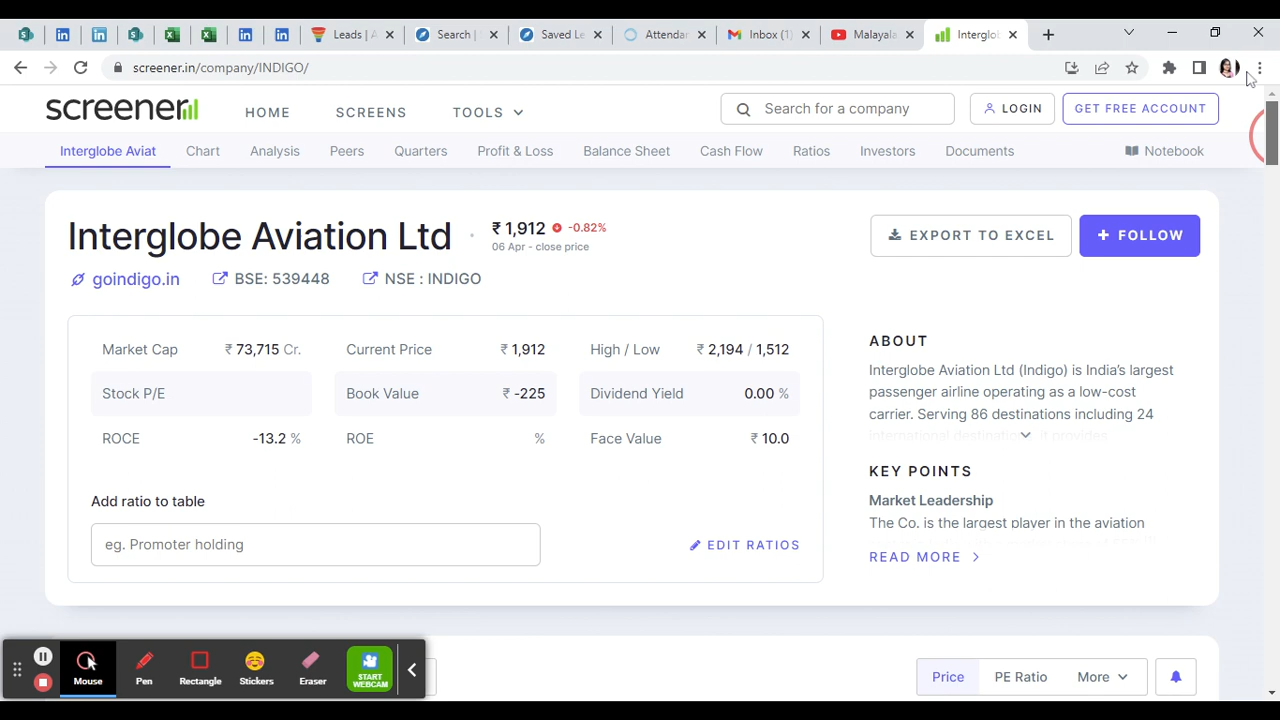 Leads | A
Search |
Saved Le
Attendar
Inbox (1)
Malayala
Interglob
screener.in/company/INDIGO/
screener
HOME
SCREENS
TOOLS
Search for a company
LOGIN
GET FREE ACCOUNT
Interglobe Aviat
Chart
Analysis
Peers
Quarters
Profit & Loss
Balance Sheet
Cash Flow
Ratios
Investors
Documents
Notebook
Interglobe Aviation Ltd
₹ 1,912 -0.82%
06 Apr - close price
EXPORT TO EXCEL
+ FOLLOW
goindigo.in
BSE: 539448
NSE : INDIGO
Market Cap ₹ 73,715 Cr.
Current Price ₹ 1,912
High / Low ₹ 2,194 / 1,512
Stock P/E
Book Value ₹ -225
Dividend Yield 0.00 %
ROCE -13.2 %
ROE %
Face Value ₹ 10.0
Add ratio to table
eg. Promoter holding
EDIT RATIOS
ABOUT
Interglobe Aviation Ltd (Indigo) is India's largest
passenger airline operating as a low-cost
carrier. Serving 86 destinations including 24
international destinations, it provides
KEY POINTS
Market Leadership
The Co. is the largest player in the aviation
READ MORE
Mouse
Pen
Rectangle
Stickers
Eraser
START
WEBCAM
Price
PE Ratio
More